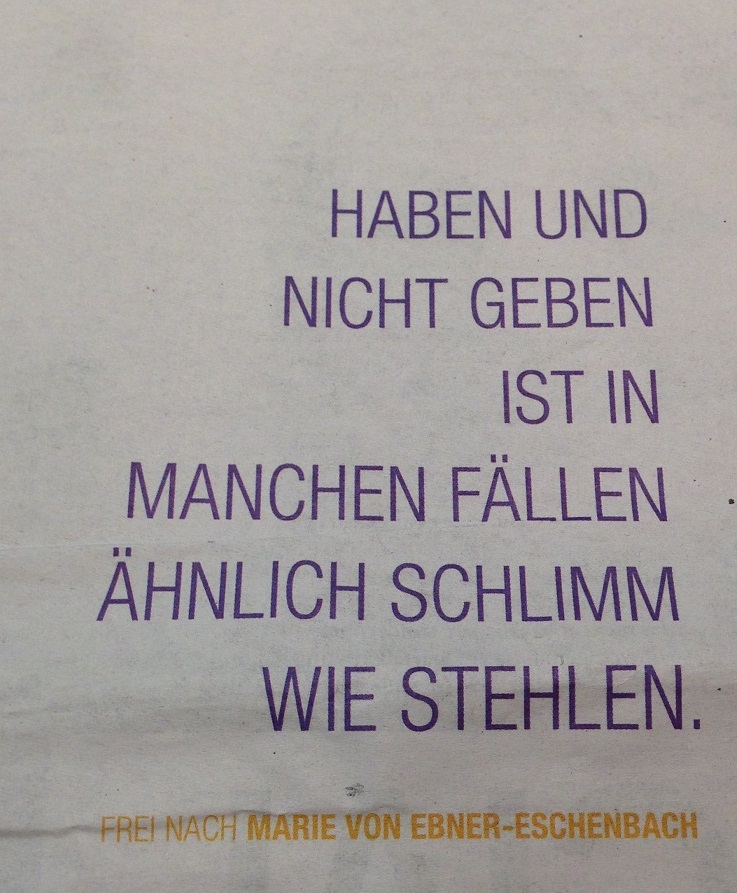 HABEN UND
NICHT GEBEN
IST IN
MANCHEN FÄLLEN
ÄHNLICH SCHLIMM
WIE STEHLEN.
FREI NACH MARIE VON EBNER-ESCHENBACH